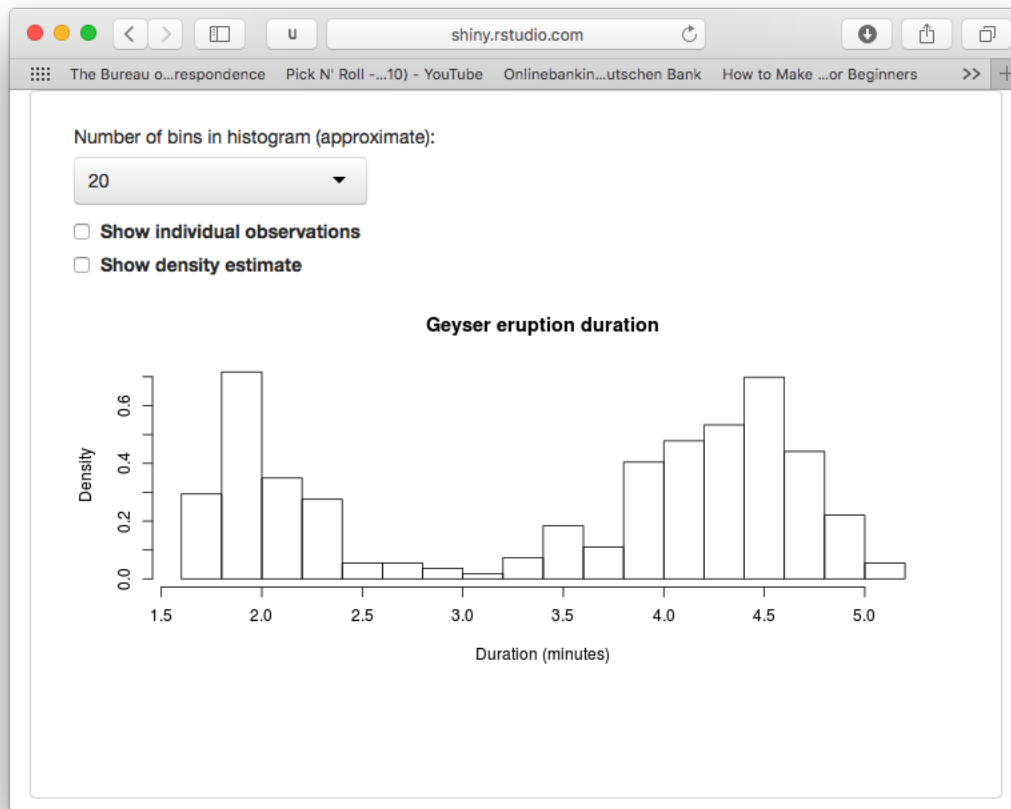 u
shiny.rstudio.com
The Bureau o...respondence Pick N' Roll -...10) - YouTube Onlinebankin...utschen Bank How to Make ...or Beginners >> +
Number of bins in histogram (approximate):
20
Show individual observations
Show density estimate
Geyser eruption duration
Density
0.6
0.4
0.2
0.0
1.5 2.0 2.5 3.0 3.5 4.0 4.5 5.0
Duration (minutes)